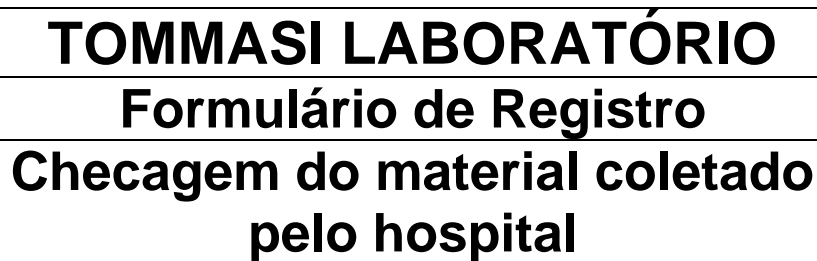 TOMMASI LABORATÓRIO
Formulário de Registro
Checagem do material coletado
pelo hospital